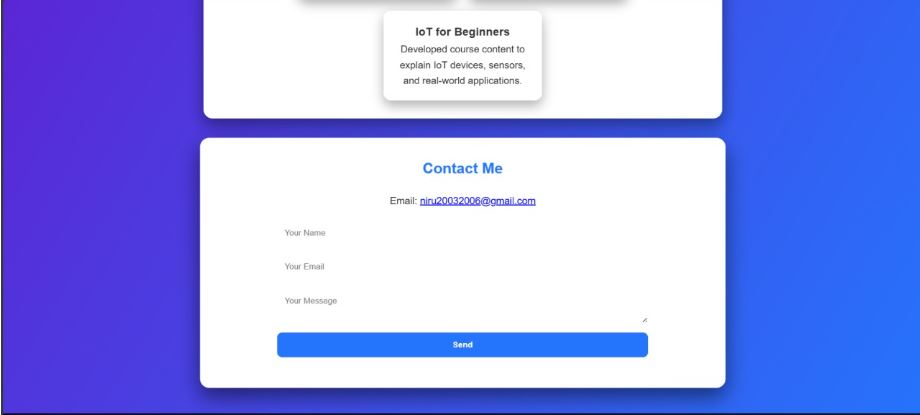 IoT for Beginners
Developed course content to
explain IoT devices, sensors,
and real-world applications.
Contact Me
Email: niru20032006@gmail.com
Your Name
Your Email
Your Message
Send